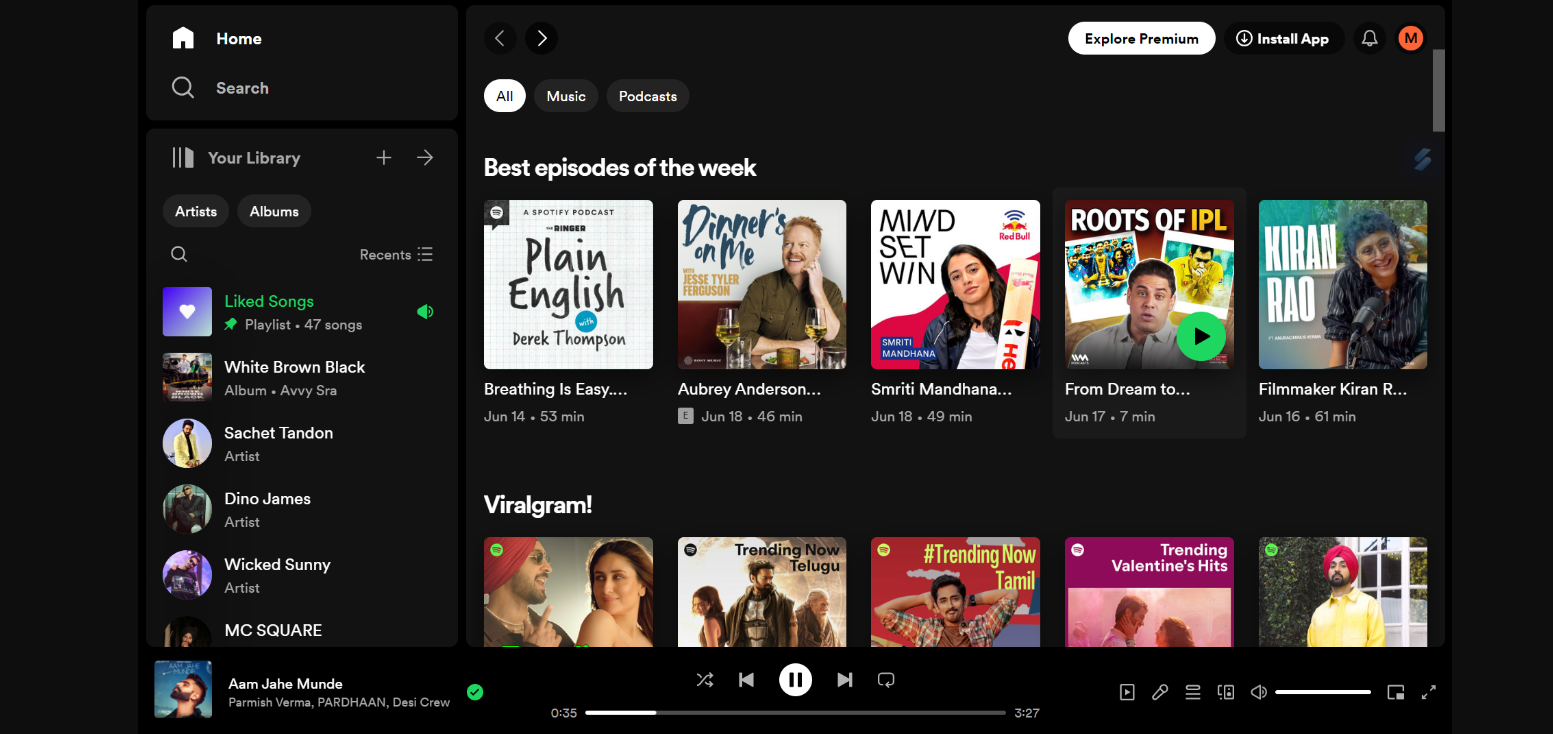 Home
Search
Your Library
Artists
Albums
Recents
Liked Songs
Playlist • 47 songs
White Brown Black
Album • Avvy Sra
Sachet Tandon
Artist
Dino James
Artist
Wicked Sunny
Artist
MC SQUARE
Explore Premium
Install App
M
All
Music
Podcasts
Best episodes of the week
A SPOTIFY PODCAST
THE RINGER
Plain
English
with
Derek Thompson
Breathing Is Easy....
Jun 14 • 53 min
Dinner's
on Me
WITH
JESSE TYLER
FERGUSON
Aubrey Anderson...
E Jun 18 • 46 min
MIND
SET
WIN
Red Bull
SMRITI
MANDHANA
He
Smriti Mandhana...
Jun 18 • 49 min
ROOTS OF IPL
IVM
PODCASTS
From Dream to...
Jun 17 • 7 min
KIRAN
RAO
Filmmaker Kiran R...
Jun 16 • 61 min
Viralgram!
Trending Now
Telugu
#Trending Now
Tamil
Trending
Valentine's Hits
AAM JAHE
MUNDE
Aam Jahe Munde
Parmish Verma, PARDHAAN, Desi Crew
0:35
3:27